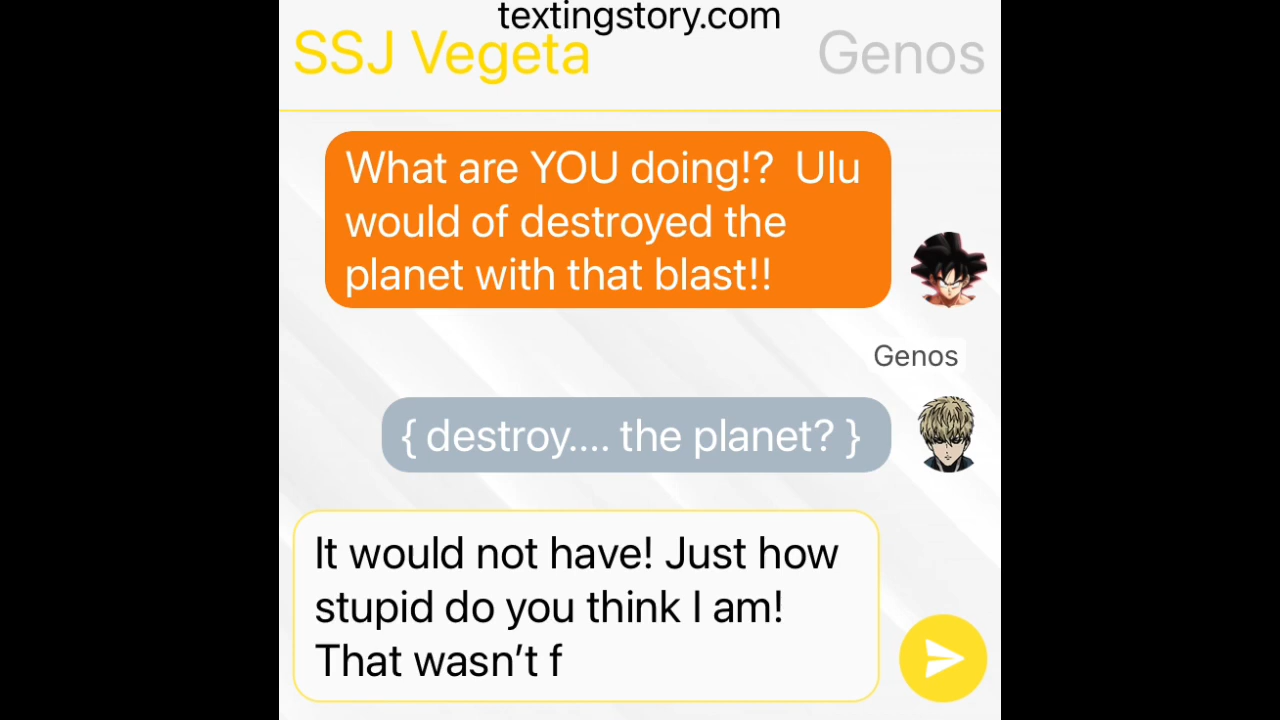 textingstory.com
SSJ Vegeta
Genos
What are YOU doing!?  Ulu
would of destroyed the
planet with that blast!!
Genos
{ destroy.... the planet? }
It would not have! Just how
stupid do you think I am!
That wasn’t f